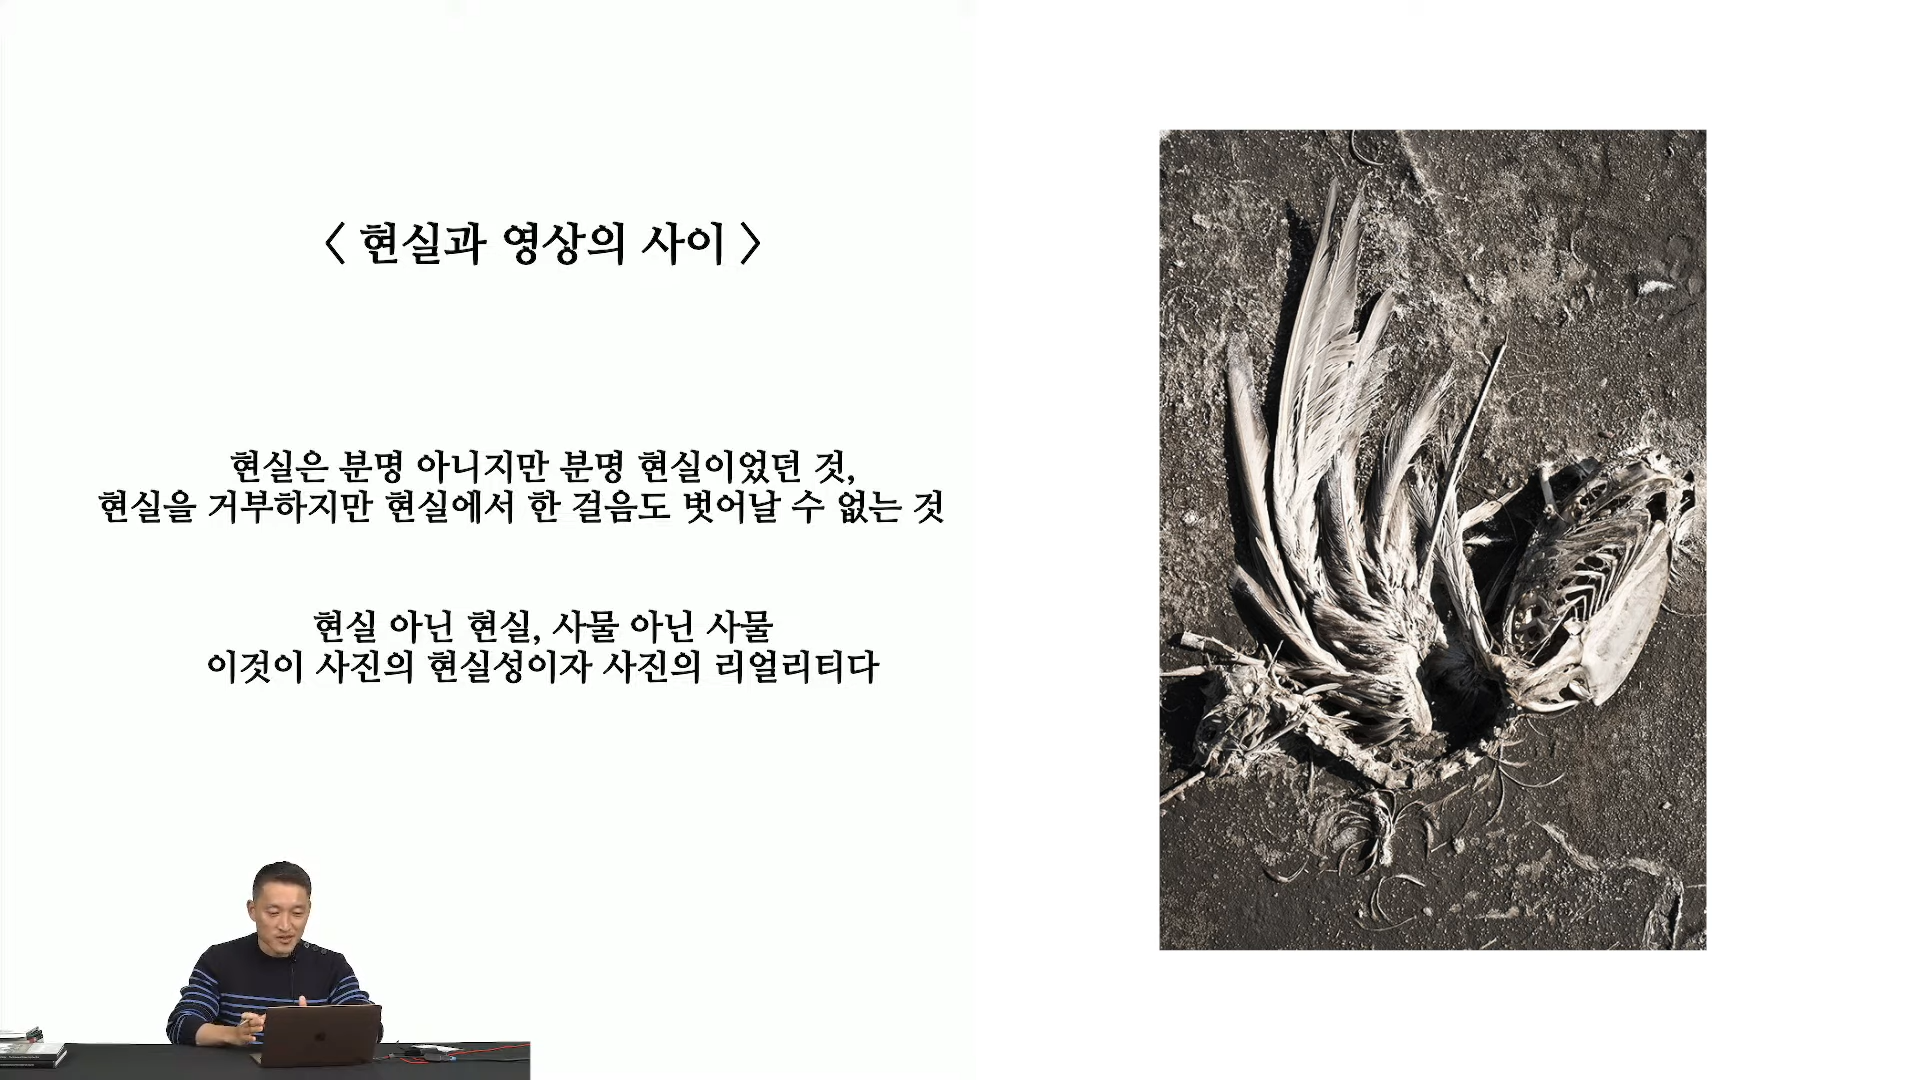 〈 현실과 영상의 사이 〉
현실은 분명 아니지만 분명 현실이었던 것,
현실을 거부하지만 현실에서 한 걸음도 벗어날 수 없는 것
현실 아닌 현실, 사물 아닌 사물
이것이 사진의 현실성이자 사진의 리얼리티다